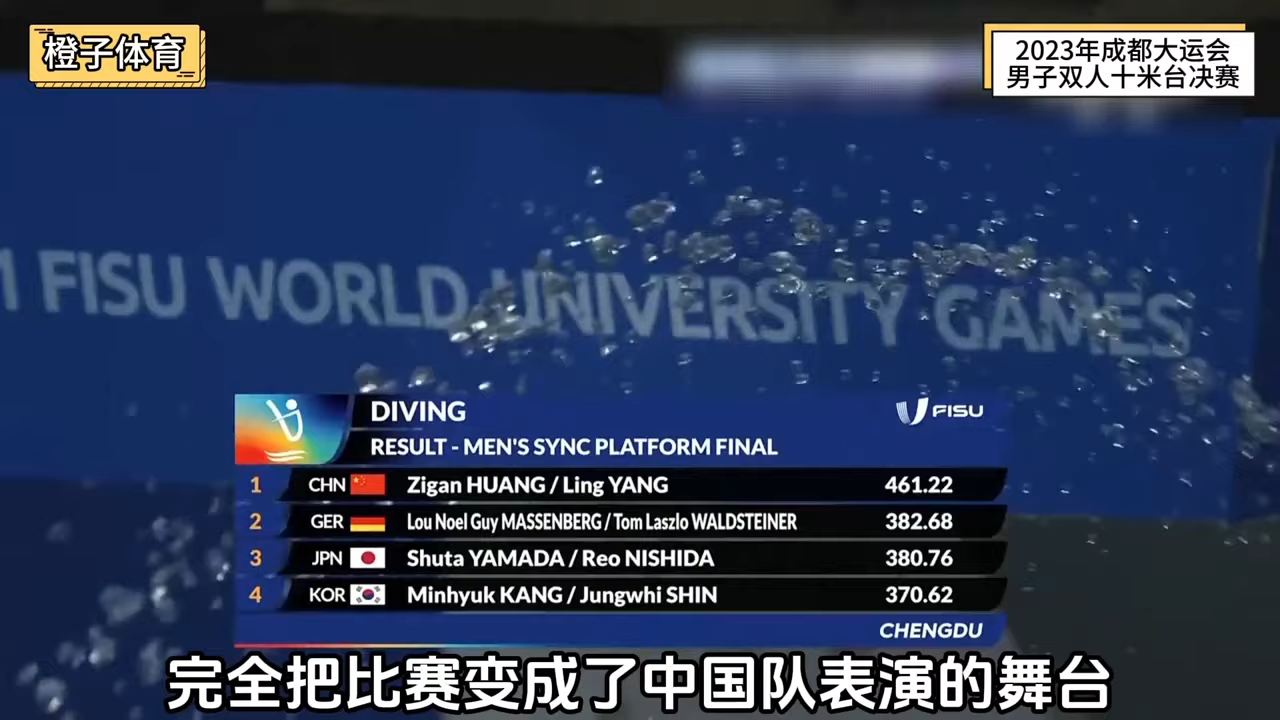 橙子体育
2023年成都大运会
男子双人十米台决赛
1 FISU WORLD UNIVERSITY GAMES
DIVING
FISU
RESULT - MEN'S SYNC PLATFORM FINAL
1 CHN Zigan HUANG / Ling YANG 461.22
2 GER Lou Noel Guy MASSENBERG / Tom Laszlo WALDSTEINER 382.68
3 JPN Shuta YAMADA / Reo NISHIDA 380.76
4 KOR Minhyuk KANG / Jungwhi SHIN 370.62
CHENGDU
完全把比赛变成了中国队表演的舞台